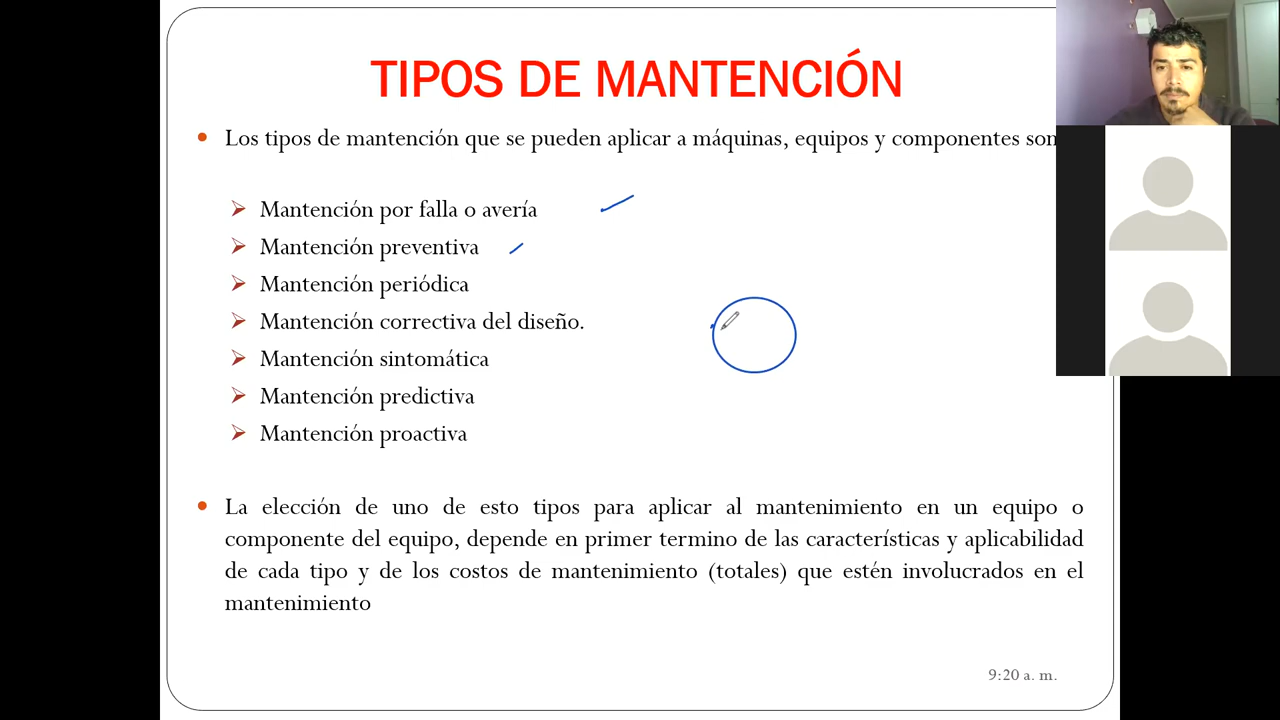 TIPOS DE MANTENCIÓN
Los tipos de mantención que se pueden aplicar a máquinas, equipos y componentes son
Mantención por falla o avería
Mantención preventiva
Mantención periódica
Mantención correctiva del diseño.
Mantención sintomática
Mantención predictiva
Mantención proactiva
La elección de uno de esto tipos para aplicar al mantenimiento en un equipo o
componente del equipo, depende en primer termino de las características y aplicabilidad
de cada tipo y de los costos de mantenimiento (totales) que estén involucrados en el
mantenimiento
9:20 a. m.